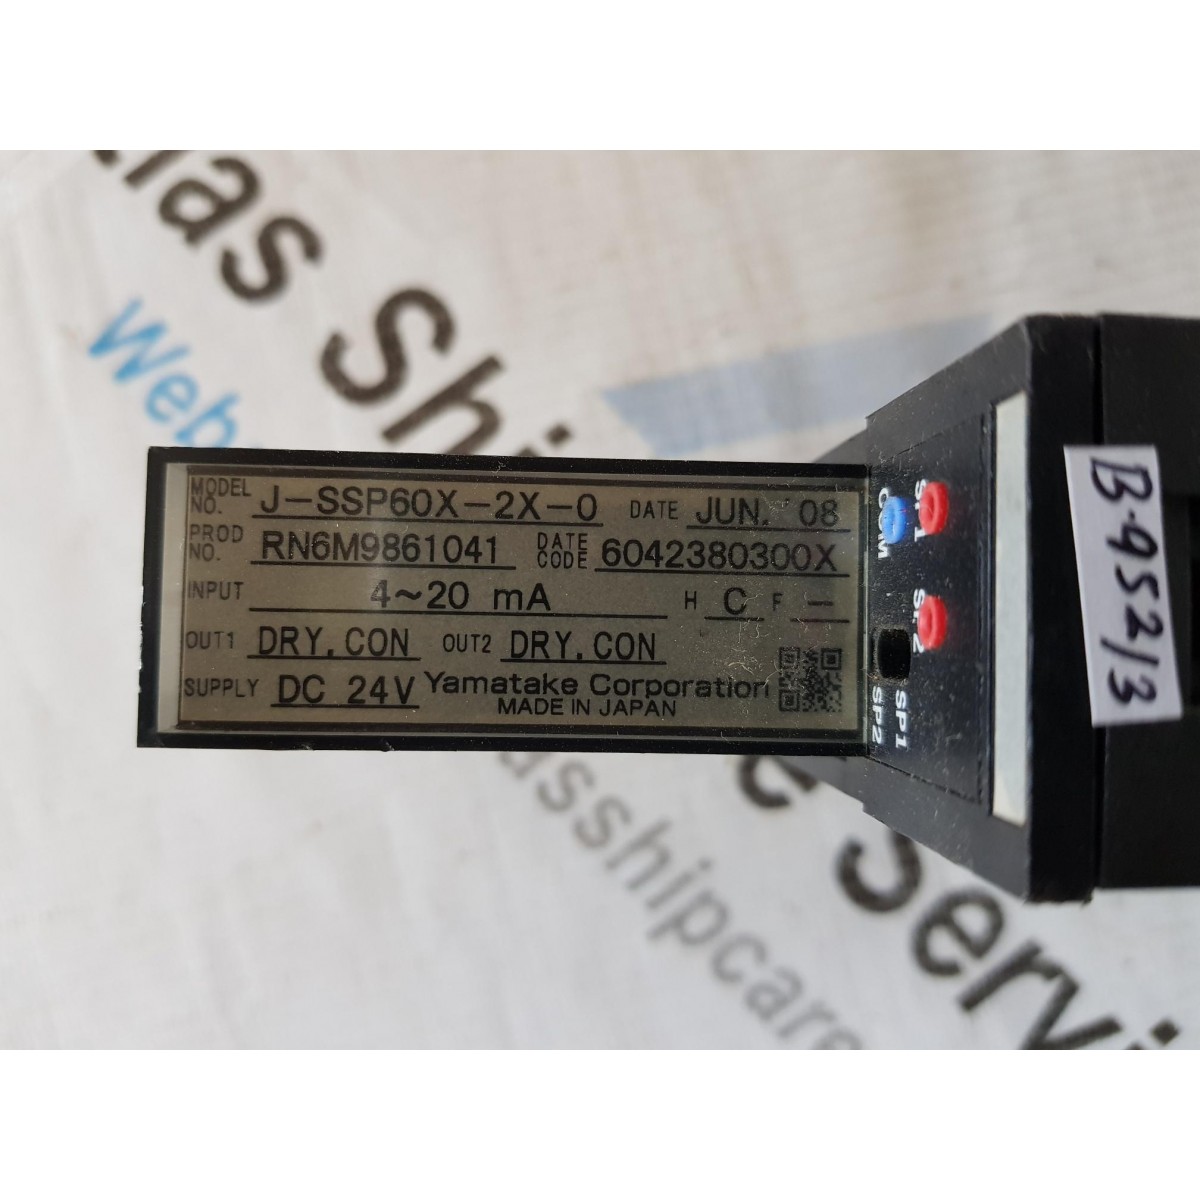 MODEL NO. J-SSP60X-2X-0 DATE JUN. '08
PROD NO. RN6M9861041 DATE CODE 6042380300X
INPUT 4~20 mA H C F —
OUT1 DRY.CON OUT2 DRY.CON
SUPPLY DC 24V Yamatake Corporation
MADE IN JAPAN
SP1
COM
SP2
SP1
SP2
B-952/3